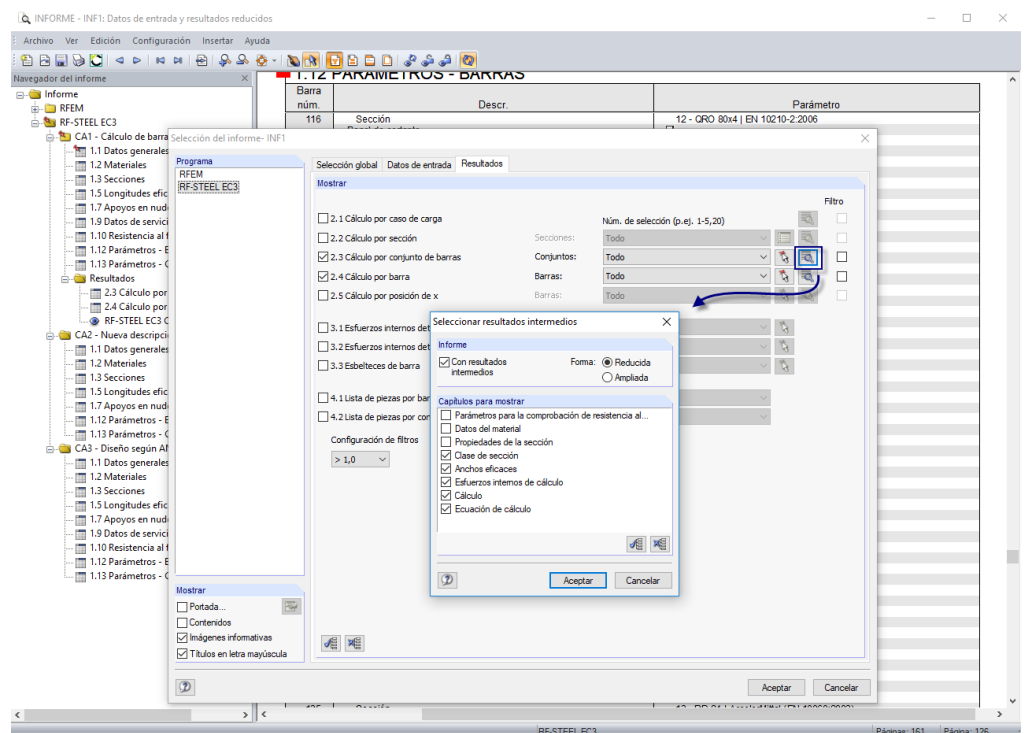 INFORME - INF1: Datos de entrada y resultados reducidos
Archivo Ver Edición Configuración Insertar Ayuda
Navegador del informe
Informe
RFEM
RF-STEEL EC3
CA1 - Cálculo de barra
1.1 Datos generales
1.2 Materiales
1.3 Secciones
1.5 Longitudes efic
1.7 Apoyos en nud
1.9 Datos de servici
1.10 Resistencia al f
1.12 Parámetros - B
1.13 Parámetros - C
Resultados
2.3 Cálculo por
2.4 Cálculo por
RF-STEEL EC3 C
CA2 - Nueva descripci
1.1 Datos generales
1.2 Materiales
1.3 Secciones
1.5 Longitudes efic
1.7 Apoyos en nud
1.12 Parámetros - B
1.13 Parámetros - C
CA3 - Diseño según Al
1.1 Datos generales
1.2 Materiales
1.3 Secciones
1.5 Longitudes efic
1.7 Apoyos en nud
1.9 Datos de servici
1.10 Resistencia al f
1.12 Parámetros - B
1.13 Parámetros - C
1.12 PARÁMETROS - BARRAS
Barra
núm. Descr. Parámetro
116 Sección 12 - QRO 80x4 | EN 10210-2:2006
Selección del informe- INF1
Programa
RFEM
RF-STEEL EC3
Selección global Datos de entrada Resultados
Mostrar
Filtro
2.1 Cálculo por caso de carga Núm. de selección (p.ej. 1-5,20)
2.2 Cálculo por sección Secciones: Todo
2.3 Cálculo por conjunto de barras Conjuntos: Todo
2.4 Cálculo por barra Barras: Todo
2.5 Cálculo por posición de x Barras: Todo
3.1 Esfuerzos internos det
3.2 Esfuerzos internos det
3.3 Esbelteces de barra
4.1 Lista de piezas por bar
4.2 Lista de piezas por con
Configuración de filtros
> 1,0
Seleccionar resultados intermedios
Informe
Con resultados intermedios
Forma: Reducida
Ampliada
Capítulos para mostrar
Parámetros para la comprobación de resistencia al...
Datos del material
Propiedades de la sección
Clase de sección
Anchos eficaces
Esfuerzos internos de cálculo
Cálculo
Ecuación de cálculo
Aceptar Cancelar
Mostrar
Portada...
Contenidos
Imágenes informativas
Títulos en letra mayúscula
Aceptar Cancelar
RF-STEEL EC3 Páginas: 161 Página: 126